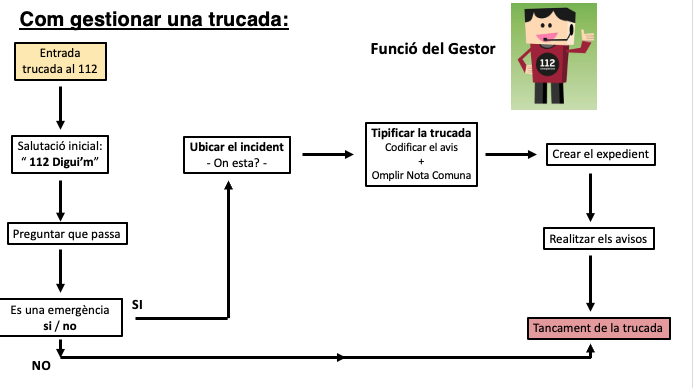 Com gestionar una trucada:
Funció del Gestor
112
Entrada
trucada al 112
Salutació inicial:
“ 112 Digui’m”
Preguntar que passa
Es una emergència
si / no
SI
NO
Ubicar el incident
- On esta? -
Tipificar la trucada
Codificar el avis
+
Omplir Nota Comuna
Crear el expedient
Realitzar els avisos
Tancament de la trucada